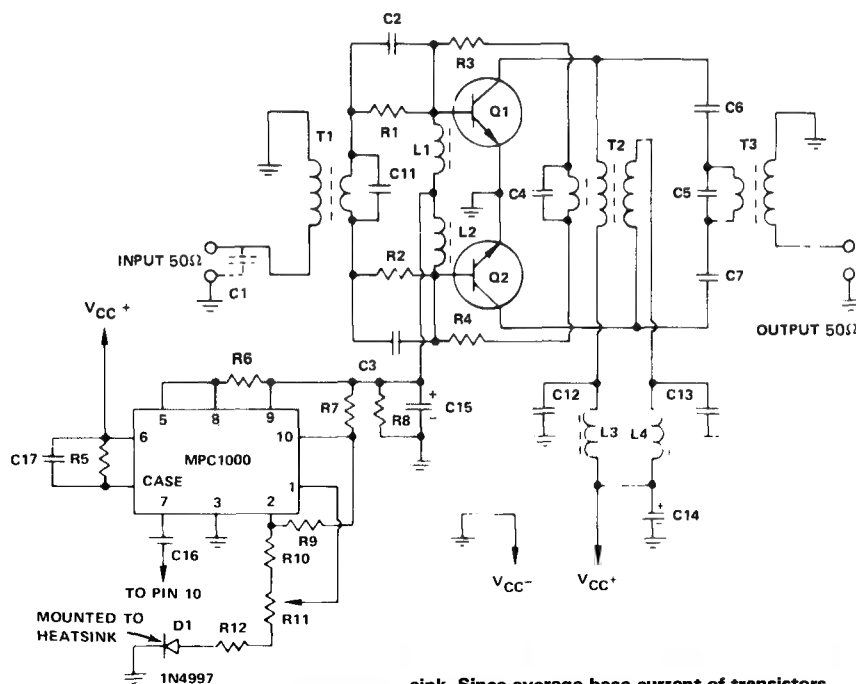 C2
R3
Q1
R1
T1
L1
C11
C6
T2
T3
C4
C5
L2
R2
Q2
C7
R4
INPUT 50Ω
C1
OUTPUT 50Ω
VCC+
R6
C3
C15
R7
R8
C12
C13
5 8 9
6
10
MPC1000
C17 R5
CASE
1
7 3 2
L3 L4
R9
C14
C16
R10
TO PIN 10
VCC-
VCC+
MOUNTED TO
HEATSINK
D1
R12
R11
1N4997
sink. Since average base current of transistors